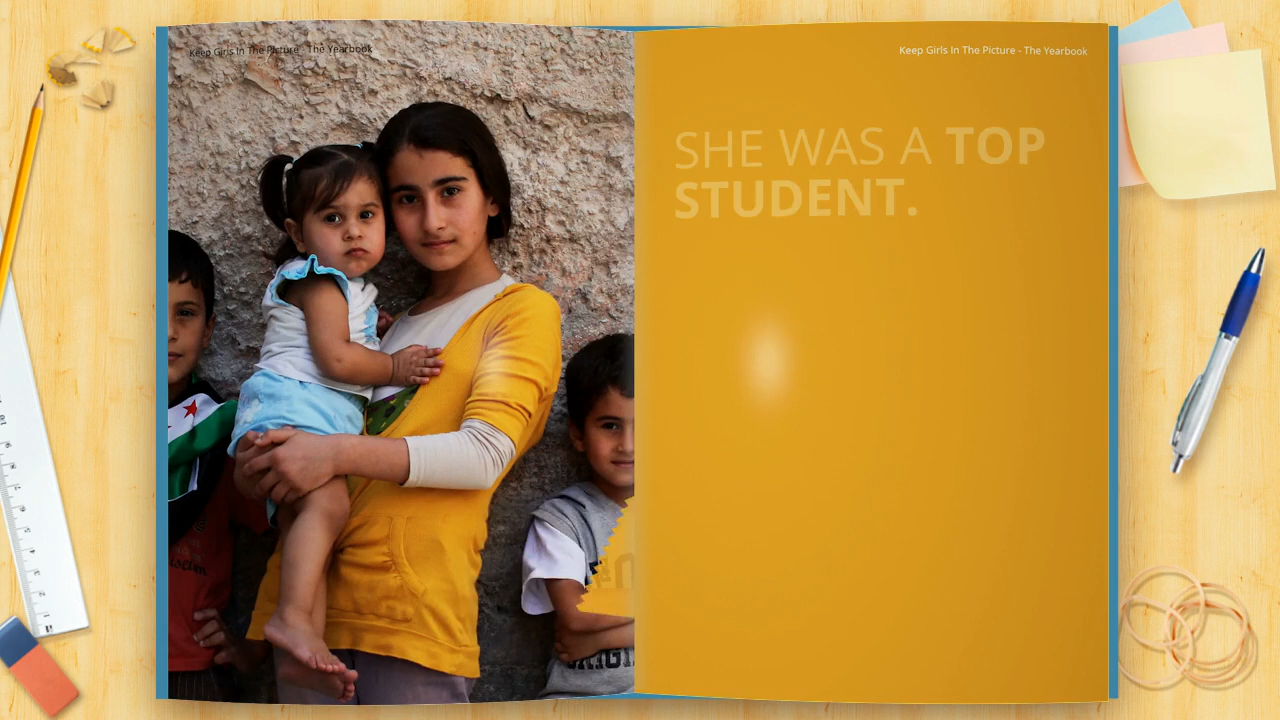 Keep Girls In The Picture - The Yearbook
Keep Girls In The Picture - The Yearbook
SHE WAS A TOP
STUDENT.